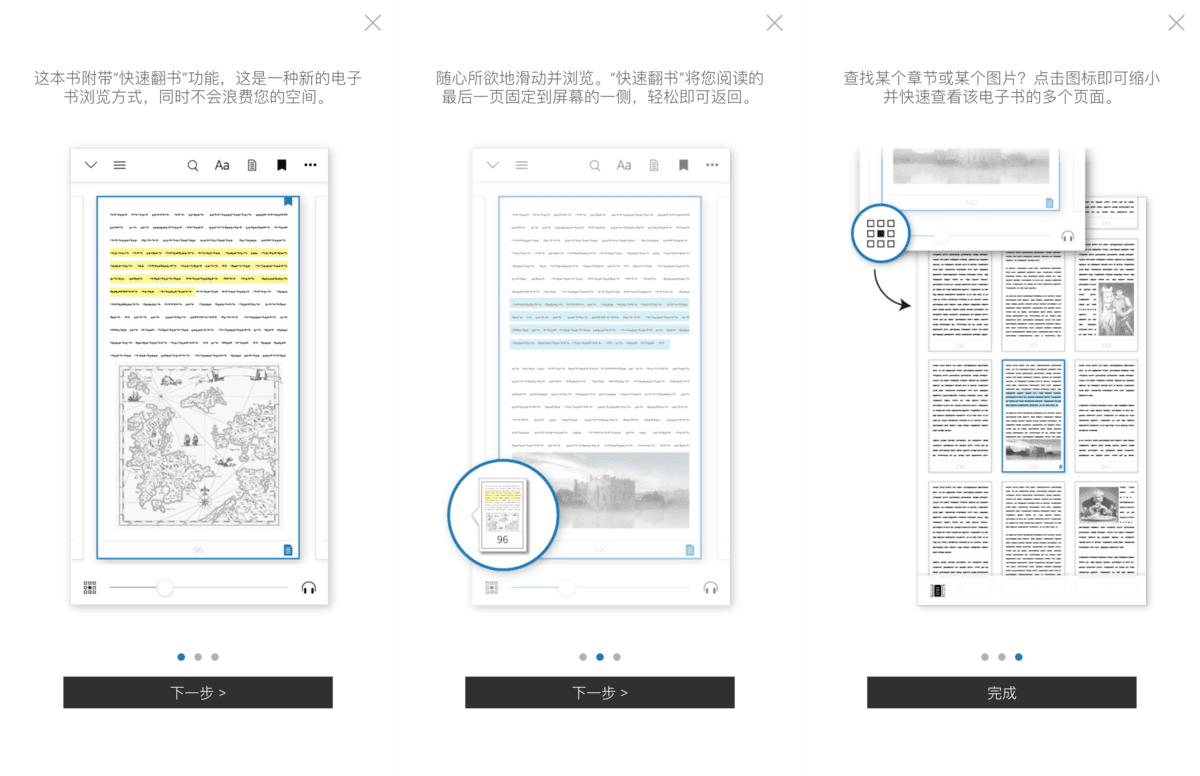 这本书附带“快速翻书”功能，这是一种新的电子
书浏览方式，同时不会浪费您的空间。
Aa
96
下一步 >
随心所欲地滑动并浏览。“快速翻书”将您阅读的
最后一页固定到屏幕的一侧，轻松即可返回。
Aa
96
240
下一步 >
查找某个章节或某个图片？点击图标即可缩小
并快速查看该电子书的多个页面。
240
236
237
238
239
240
241
完成